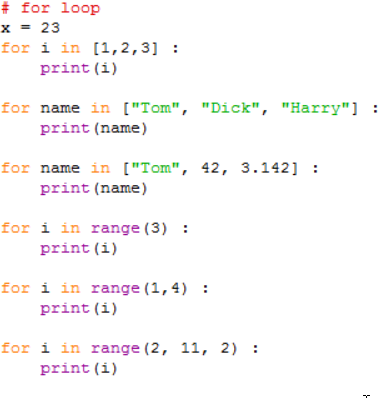 # for loop
x = 23
for i in [1,2,3] :
    print(i)
for name in ["Tom", "Dick", "Harry"] :
    print(name)
for name in ["Tom", 42, 3.142] :
    print(name)
for i in range(3) :
    print(i)
for i in range(1,4) :
    print(i)
for i in range(2, 11, 2) :
    print(i)